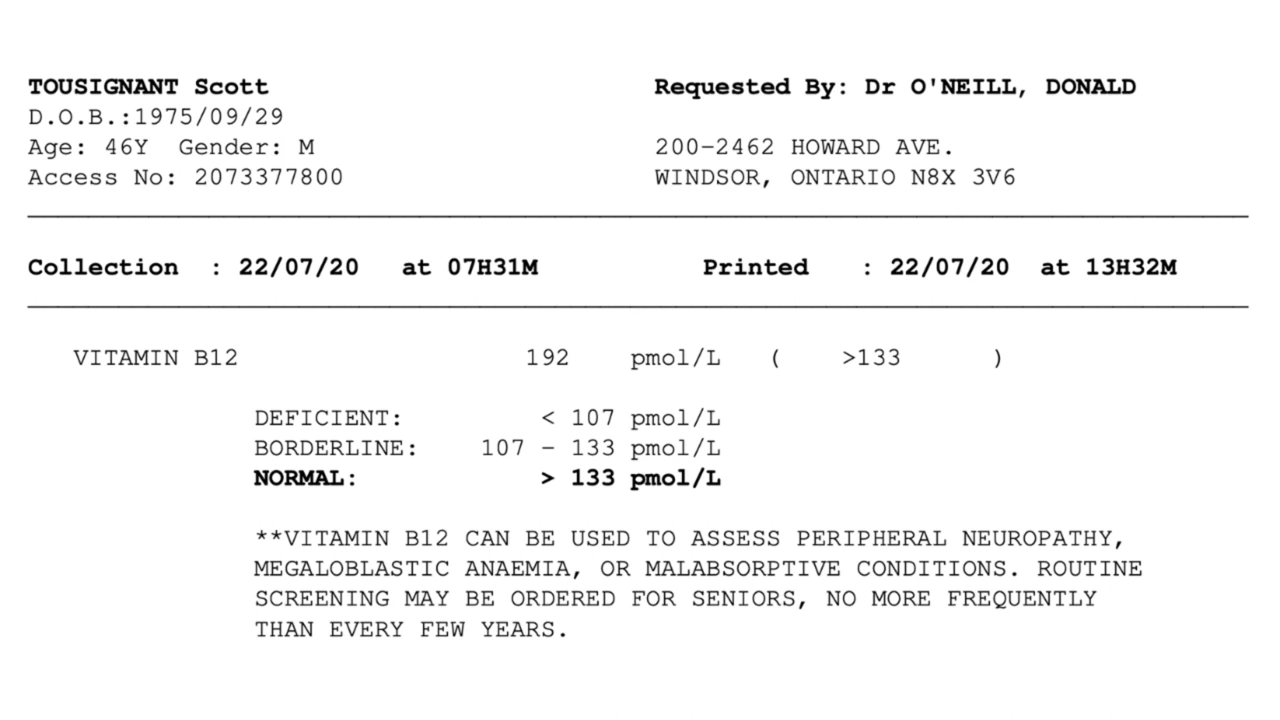 TOUSIGNANT Scott
D.O.B.:1975/09/29
Age: 46Y  Gender: M
Access No: 2073377800
Requested By: Dr O'NEILL, DONALD
200-2462 HOWARD AVE.
WINDSOR, ONTARIO N8X 3V6
Collection  : 22/07/20  at 07H31M
Printed  : 22/07/20  at 13H32M
VITAMIN B12  192  pmol/L  (  >133  )
DEFICIENT:  < 107 pmol/L
BORDERLINE:  107 - 133 pmol/L
NORMAL:  > 133 pmol/L
**VITAMIN B12 CAN BE USED TO ASSESS PERIPHERAL NEUROPATHY,
MEGALOBLASTIC ANAEMIA, OR MALABSORPTIVE CONDITIONS. ROUTINE
SCREENING MAY BE ORDERED FOR SENIORS, NO MORE FREQUENTLY
THAN EVERY FEW YEARS.